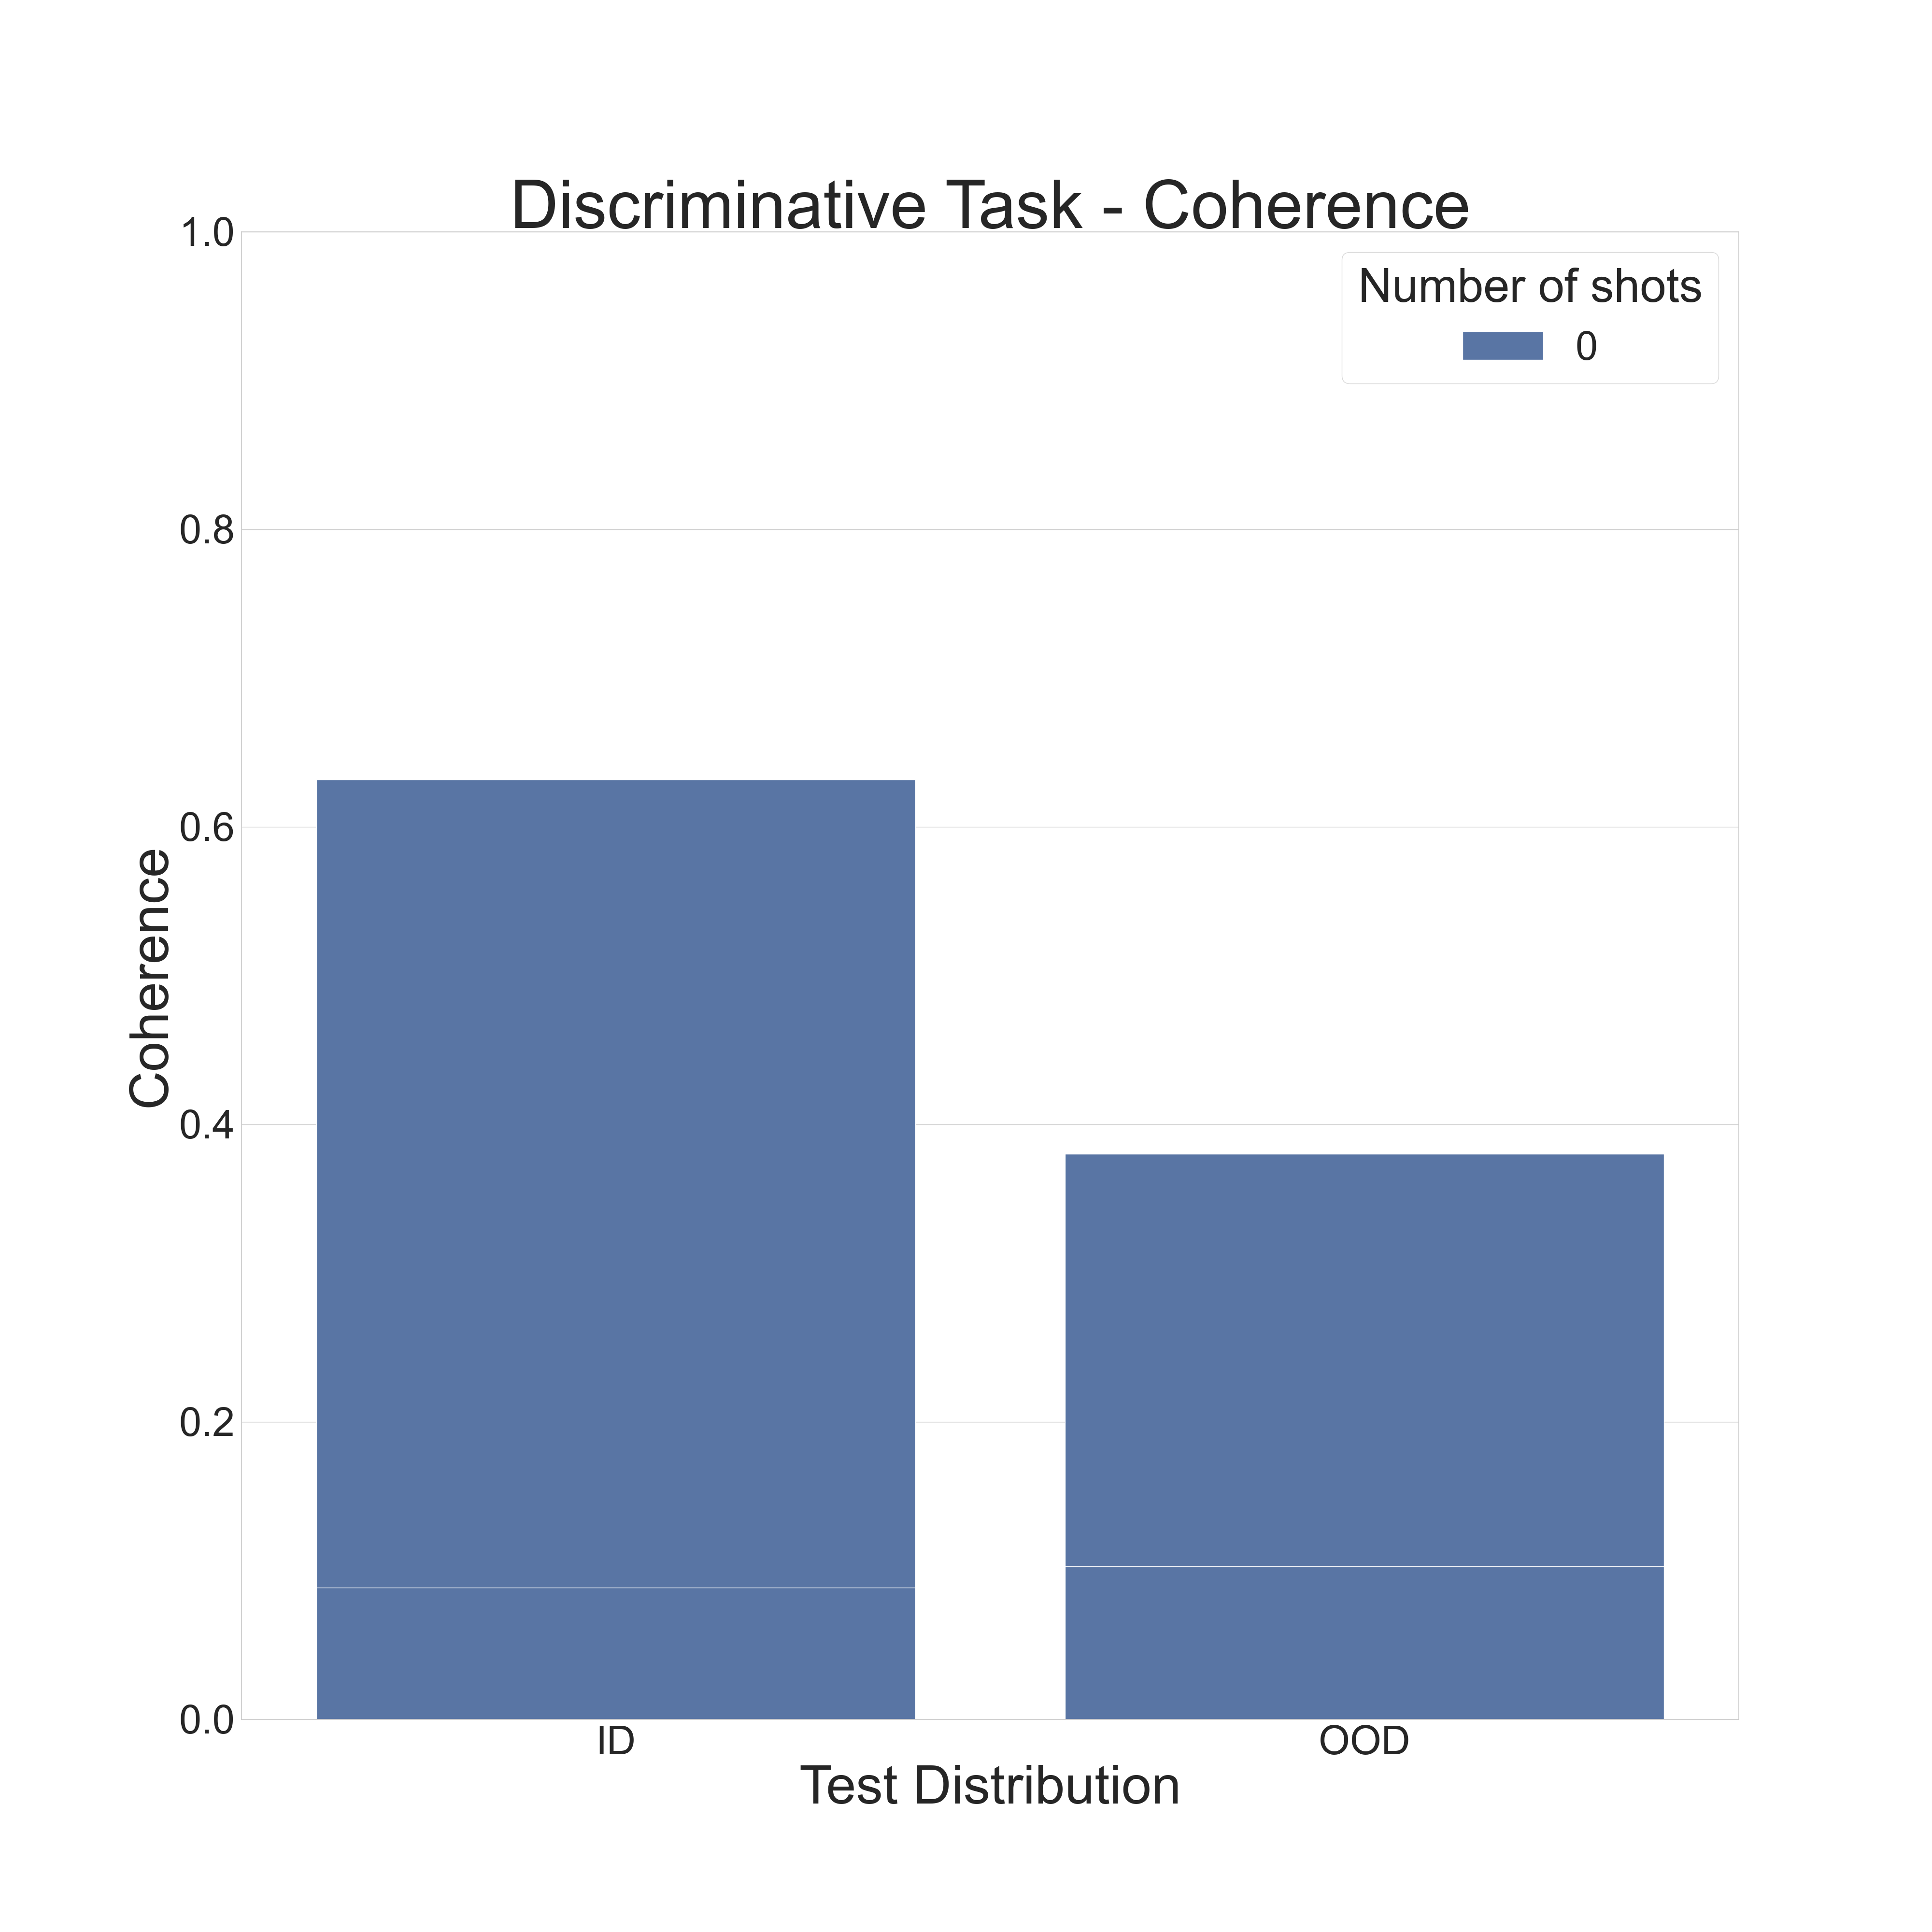 Discriminative Task - Coherence
Number of shots
0
1.0
0.8
0.6
0.4
0.2
0.0
Coherence
ID
OOD
Test Distribution